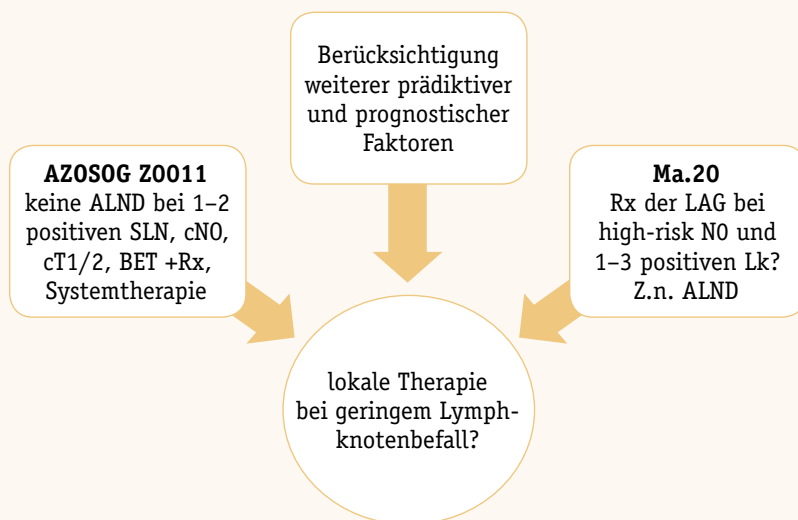 Berücksichtigung
weiterer prädiktiver
und prognostischer
Faktoren
AZOSOG Z0011
keine ALND bei 1–2
positiven SLN, cN0,
cT1/2, BET +Rx,
Systemtherapie
Ma.20
Rx der LAG bei
high-risk N0 und
1–3 positiven Lk?
Z.n. ALND
lokale Therapie
bei geringem Lymph-
knotenbefall?